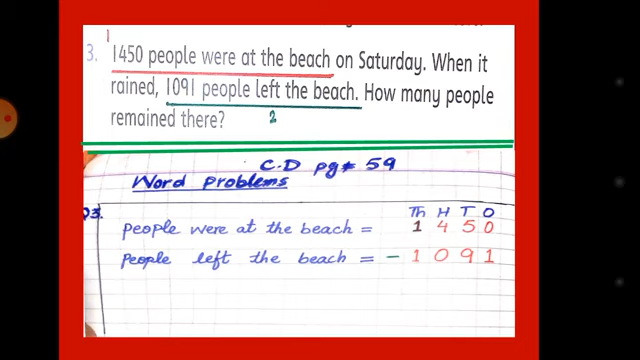 1
3. 1450 people were at the beach on Saturday. When it
rained, 1091 people left the beach. How many people
remained there?
2
C.D pg# 59
Word problems
Q3.
Th H T O
people were at the beach = 1 4 5 0
people left the beach = - 1 0 9 1